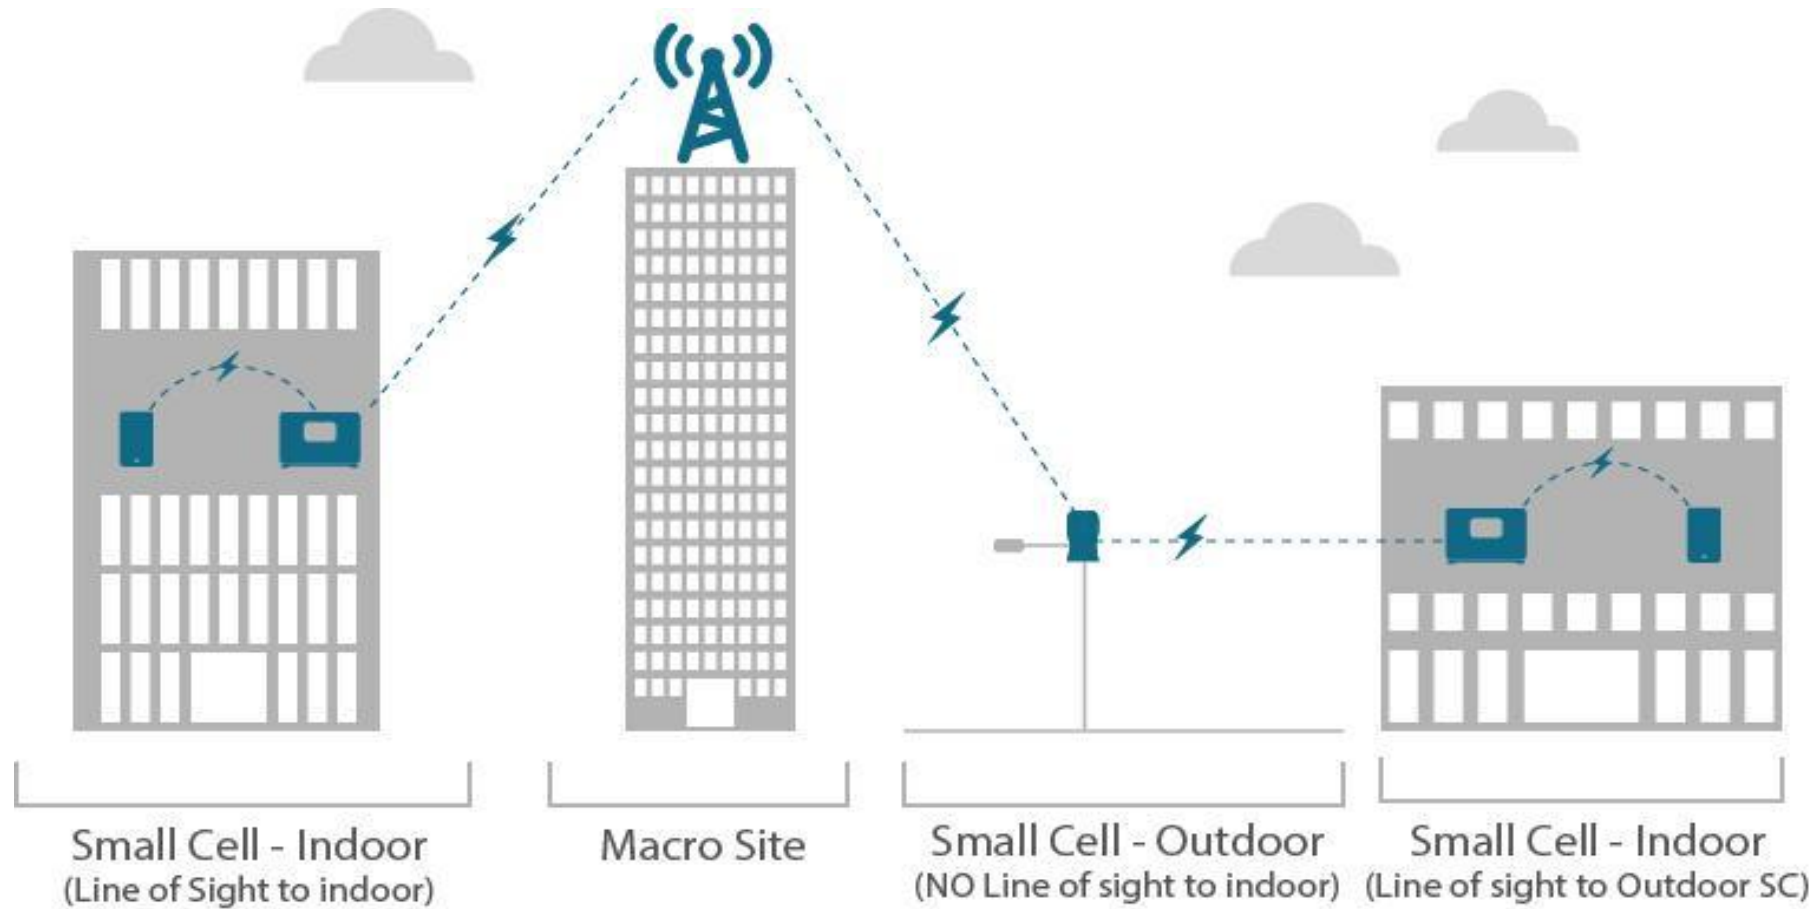 Small Cell - Indoor
(Line of Sight to indoor)
Macro Site
Small Cell - Outdoor
(NO Line of sight to indoor)
Small Cell - Indoor
(Line of sight to Outdoor SC)